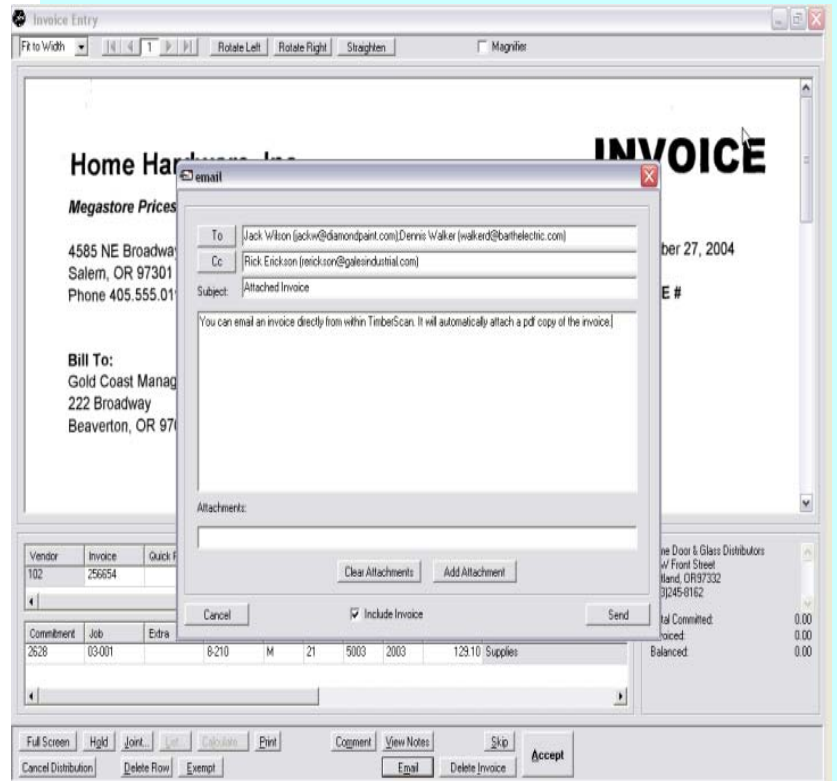 Invoice Entry
Fit to Width 1 Rotate Left Rotate Right Straighten Magnifier
Home Hardware, Inc
INVOICE
Megastore Prices
4585 NE Broadway
ber 27, 2004
Salem, OR 97301
Phone 405.555.01
E #
Bill To:
Gold Coast Manag
222 Broadway
Beaverton, OR 970
email
To Jack Wilson (jackw@diamondpaint.com);Dennis Walker (walkerd@barthelectric.com)
Cc Rick Erickson (rerickson@galesindustrial.com)
Subject: Attached Invoice
You can email an invoice directly from within TimberScan. It will automatically attach a pdf copy of the invoice.
Attachments:
Clear Attachments Add Attachment
Cancel Include Invoice Send
Vendor Invoice Quick
102 256654
me Door & Glass Distributors
W Front Street
tland, OR97332
3)245-8162
tal Committed: 0.00
voiced: 0.00
Balanced: 0.00
Commitment Job Extra
2628 03-001 8-210 M 21 5003 2003 129.10 Supplies
Full Screen Hold Joint... List Calculate Print Comment View Notes Skip Accept
Cancel Distribution Delete Row Exempt Email Delete Invoice